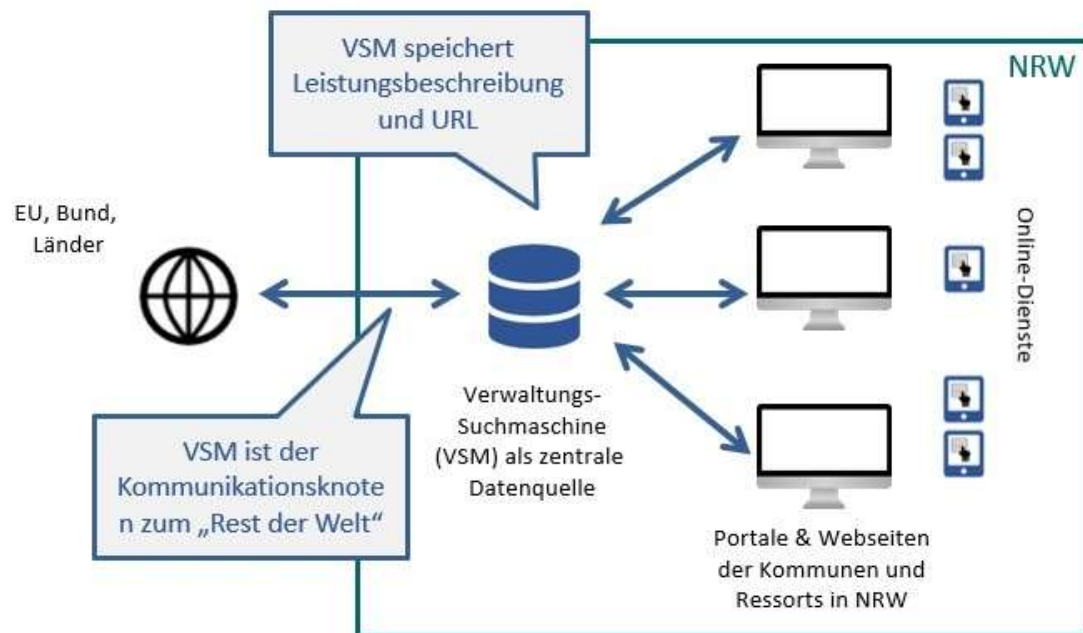 VSM speichert
Leistungsbeschreibung
und URL
NRW
EU, Bund,
Länder
Online-Dienste
Verwaltungs-
Suchmaschine
(VSM) als zentrale
Datenquelle
VSM ist der
Kommunikationsknote
n zum „Rest der Welt“
Portale & Webseiten
der Kommunen und
Ressorts in NRW